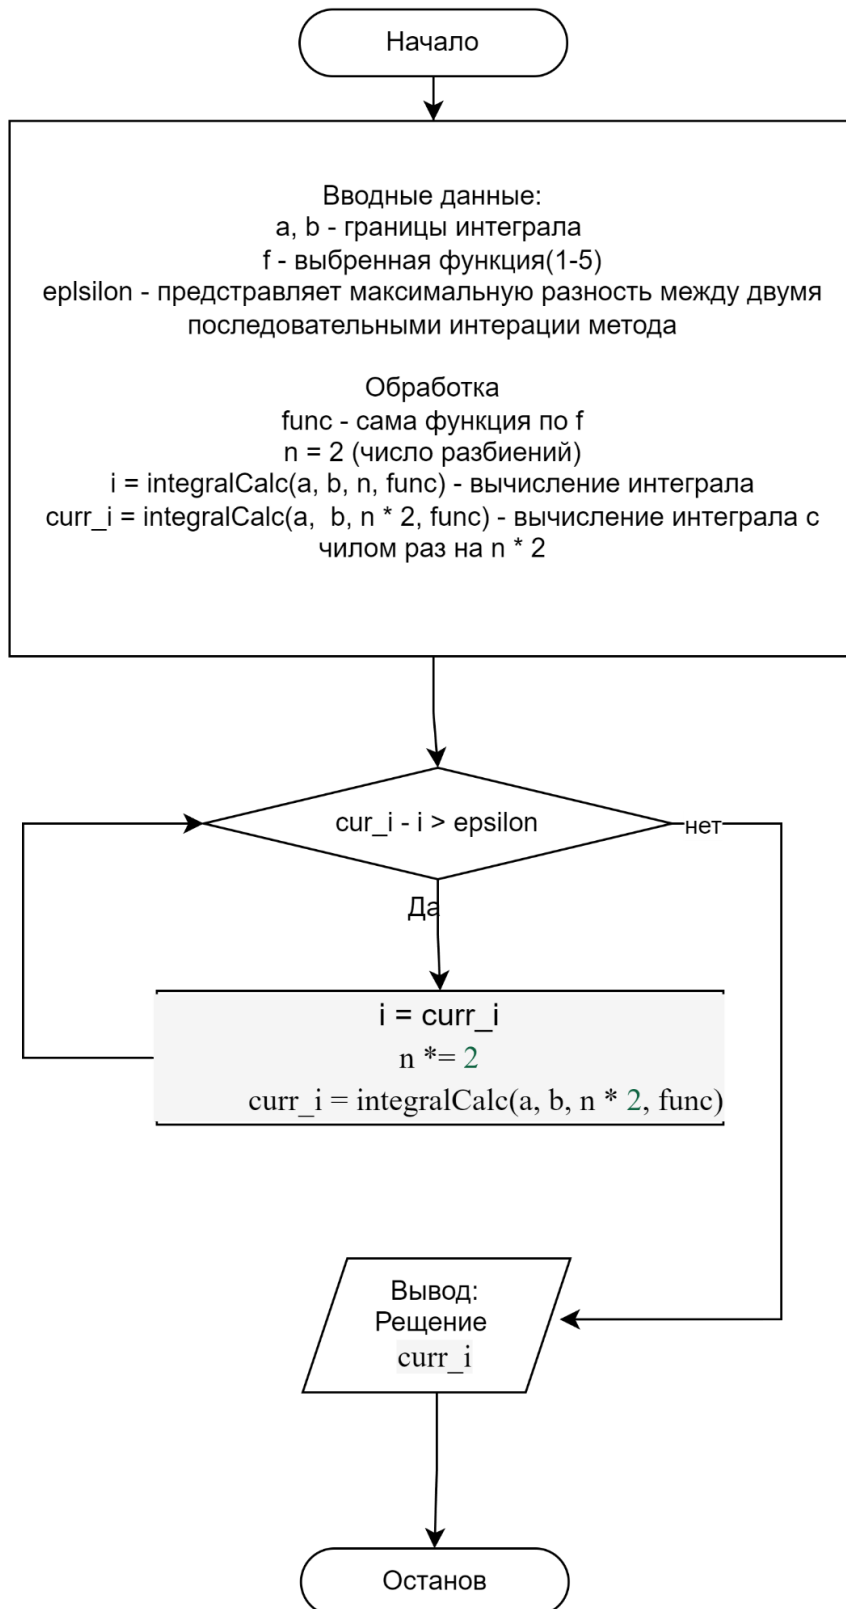 Начало
Вводные данные:
a, b - границы интеграла
f - выбренная функция(1-5)
eplsilon - предстравляет максимальную разность между двумя
последовательными интерации метода
Обработка
func - сама функция по f
n = 2 (число разбиений)
i = integralCalc(a, b, n, func) - вычисление интеграла
curr_i = integralCalc(a, b, n * 2, func) - вычисление интеграла с
чилом раз на n * 2
cur_i - i > epsilon
нет
Да
i = curr_i
n *= 2
curr_i = integralCalc(a, b, n * 2, func)
Вывод:
Рещение
curr_i
Останов